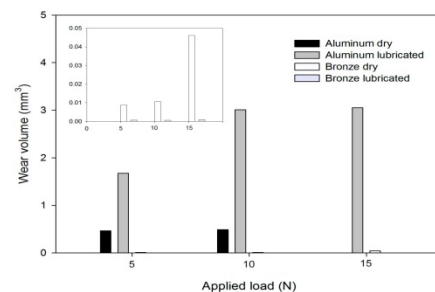 5
4
3
2
1
0
Wear volume (mm³)
0.05
0.04
0.03
0.02
0.01
0.00
0 5 10 15
Aluminum dry
Aluminum lubricated
Bronze dry
Bronze lubricated
5 10 15
Applied load (N)